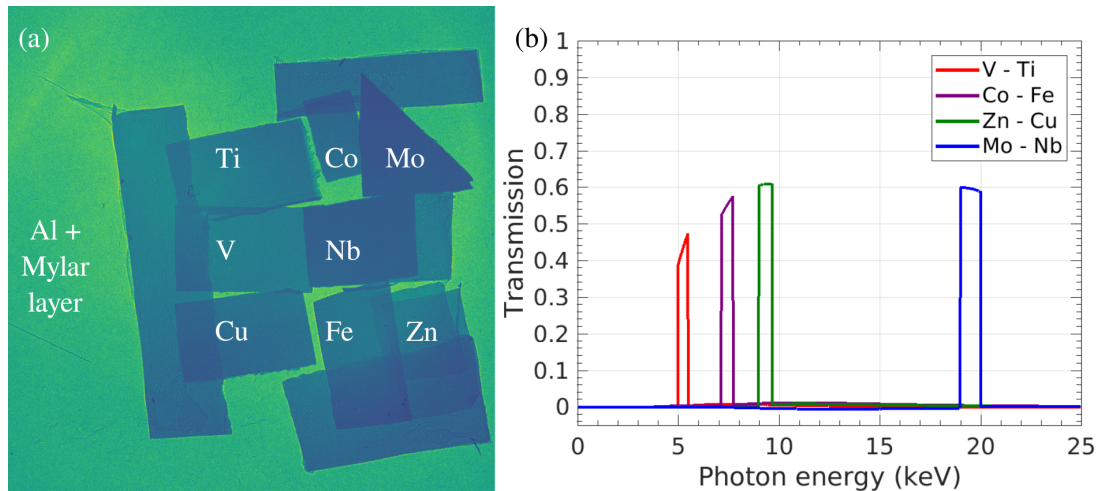 (a)
Ti
Co
Mo
Al +
Mylar
layer
V
Nb
Cu
Fe
Zn
(b)
V - Ti
Co - Fe
Zn - Cu
Mo - Nb
Transmission
1
0.9
0.8
0.7
0.6
0.5
0.4
0.3
0.2
0.1
0
0 5 10 15 20 25
Photon energy (keV)